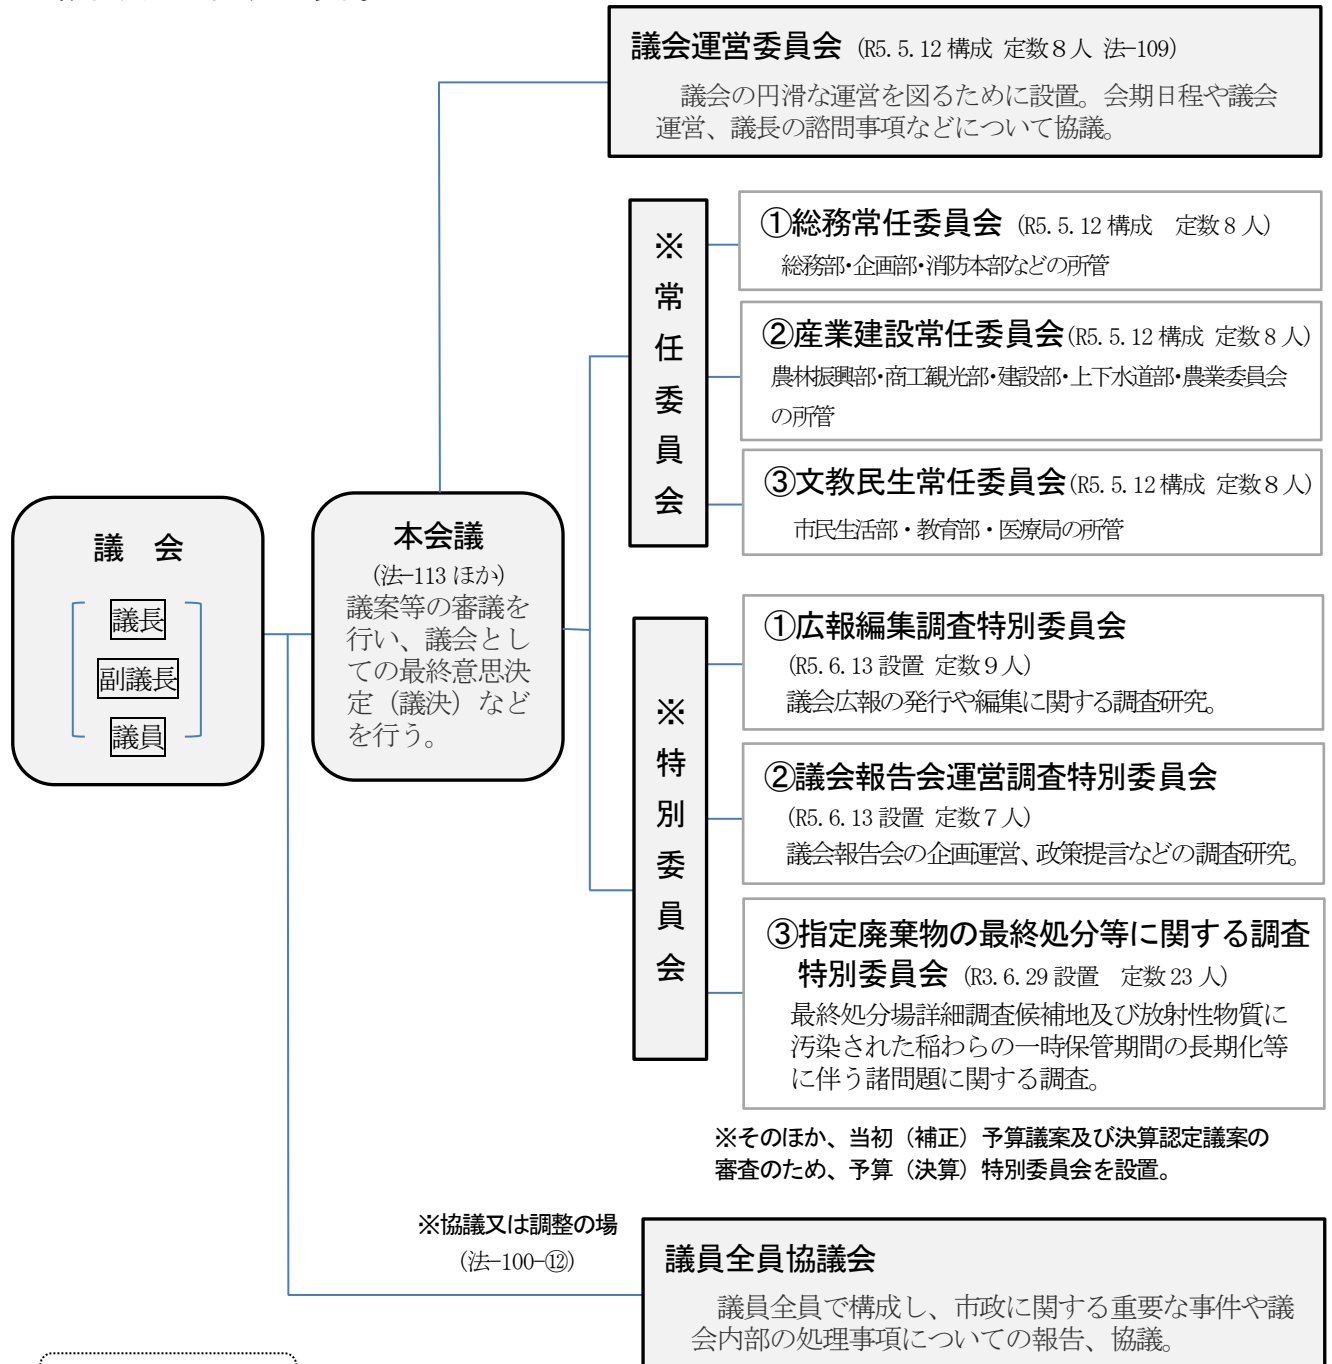 議会運営委員会 (R5.5.12 構成 定数8人 法-109)
議会の円滑な運営を図るために設置。会期日程や議会
運営、議長の諮問事項などについて協議。
※常任委員会
①総務常任委員会 (R5.5.12 構成 定数8人)
総務部・企画部・消防本部などの所管
②産業建設常任委員会(R5.5.12 構成 定数8人)
農林振興部・商工観光部・建設部・上下水道部・農業委員会
の所管
③文教民生常任委員会(R5.5.12 構成 定数8人)
市民生活部・教育部・医療局の所管
議 会
議長
副議長
議員
本会議
(法-113 ほか)
議案等の審議を
行い、議会とし
ての最終意思決
定（議決）など
を行う。
※特別委員会
①広報編集調査特別委員会
(R5.6.13 設置 定数9人)
議会広報の発行や編集に関する調査研究。
②議会報告会運営調査特別委員会
(R5.6.13 設置 定数7人)
議会報告会の企画運営、政策提言などの調査研究。
③指定廃棄物の最終処分等に関する調査
特別委員会 (R3.6.29 設置 定数23人)
最終処分場詳細調査候補地及び放射性物質に
汚染された稲わらの一時保管期間の長期化等
に伴う諸問題に関する調査。
※そのほか、当初（補正）予算議案及び決算認定議案の
審査のため、予算（決算）特別委員会を設置。
※協議又は調整の場
(法-100-⑫)
議員全員協議会
議員全員で構成し、市政に関する重要な事件や議
会内部の処理事項についての報告、協議。